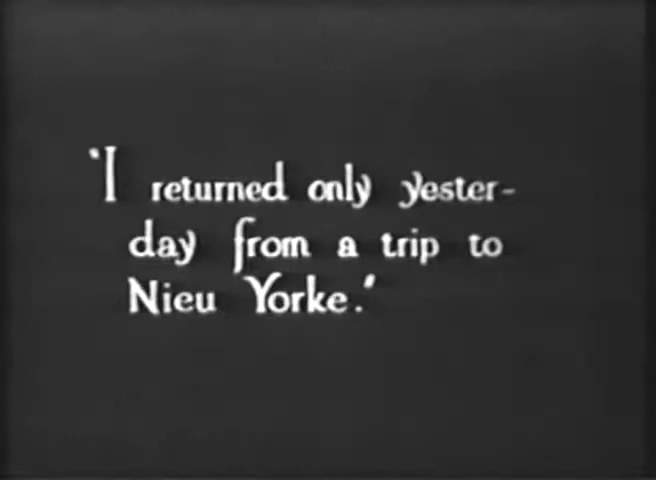 'I returned only yester-
day from a trip to
Nieu Yorke.'